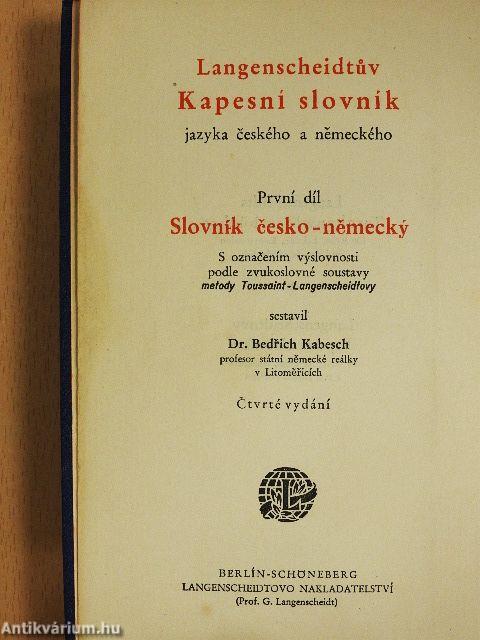 Langenscheidtův
Kapesní slovník
jazyka českého a německého
První díl
Slovník česko-německý
S označením výslovnosti
podle zvukoslovné soustavy
metody Toussaint-Langenscheidtovy
sestavil
Dr. Bedřich Kabesch
profesor státní německé reálky
v Litoměřicích
Čtvrté vydání
L
BERLÍN-SCHÖNEBERG
LANGENSCHEIDTOVO NAKLADATELSTVÍ
(Prof. G. Langenscheidt)
Antikvárium.hu